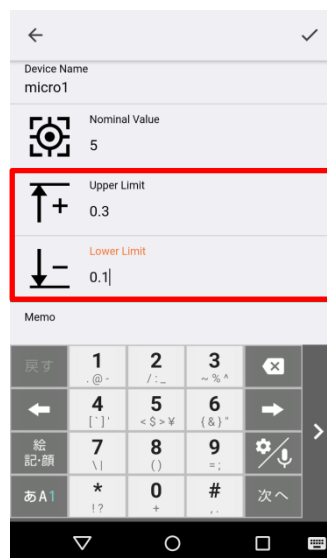 Device Name
micro1
Nominal Value
5
Upper Limit
+ 0.3
Lower Limit
- 0.1
Memo
戻す 1 2 3
. @ - / : _ ~ % ^
4 5 6
[ ` ] ' < $ > ¥ { & } "
絵記・顔 7 8 9
\ | ( ) = ;
あA1 * 0 # 次へ
! ? + , .